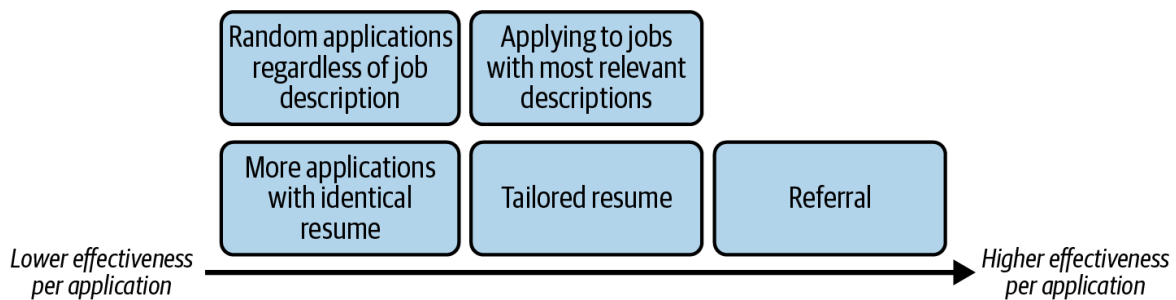 Random applications
regardless of job
description
Applying to jobs
with most relevant
descriptions
More applications
with identical
resume
Tailored resume
Referral
Lower effectiveness
per application
Higher effectiveness
per application